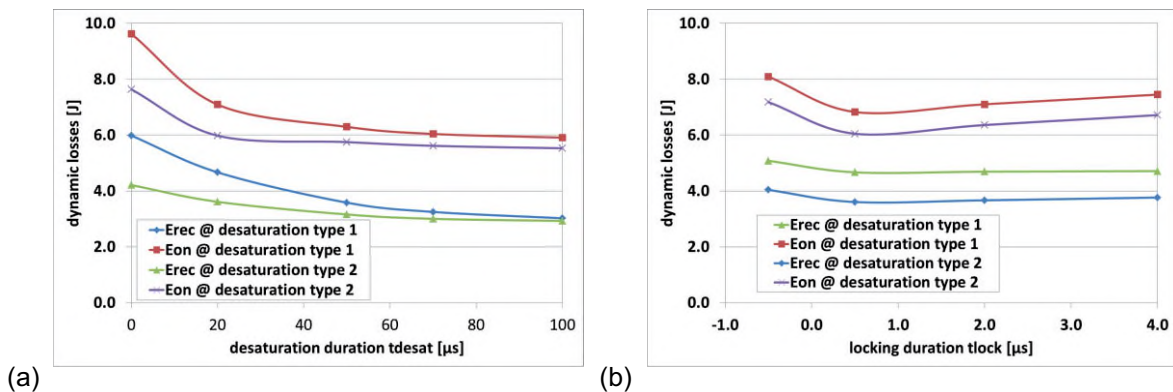 10.0
8.0
6.0
4.0
2.0
0.0
dynamic losses [J]
Erec @ desaturation type 1
Eon @ desaturation type 1
Erec @ desaturation type 2
Eon @ desaturation type 2
0 20 40 60 80 100
desaturation duration tdesat [µs]
(a)
10.0
8.0
6.0
4.0
2.0
0.0
dynamic losses [J]
Erec @ desaturation type 1
Eon @ desaturation type 1
Erec @ desaturation type 2
Eon @ desaturation type 2
-1.0 0.0 1.0 2.0 3.0 4.0
locking duration tlock [µs]
(b)